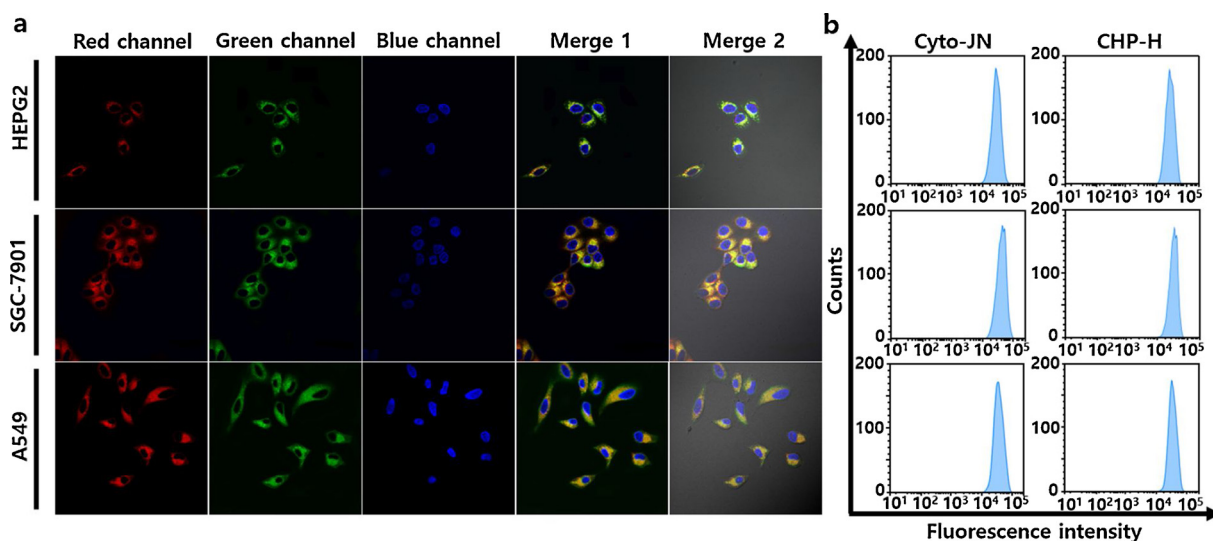 a
Red channel
Green channel
Blue channel
Merge 1
Merge 2
HEPG2
SGC-7901
A549
b
Cyto-JN
CHP-H
200
100
0
10¹ 10² 10³ 10⁴ 10⁵
200
100
0
10¹ 10² 10³ 10⁴ 10⁵
200
100
0
10¹ 10² 10³ 10⁴ 10⁵
200
100
0
10¹ 10² 10³ 10⁴ 10⁵
200
100
0
10¹ 10² 10³ 10⁴ 10⁵
200
100
0
10¹ 10² 10³ 10⁴ 10⁵
Counts
Fluorescence intensity